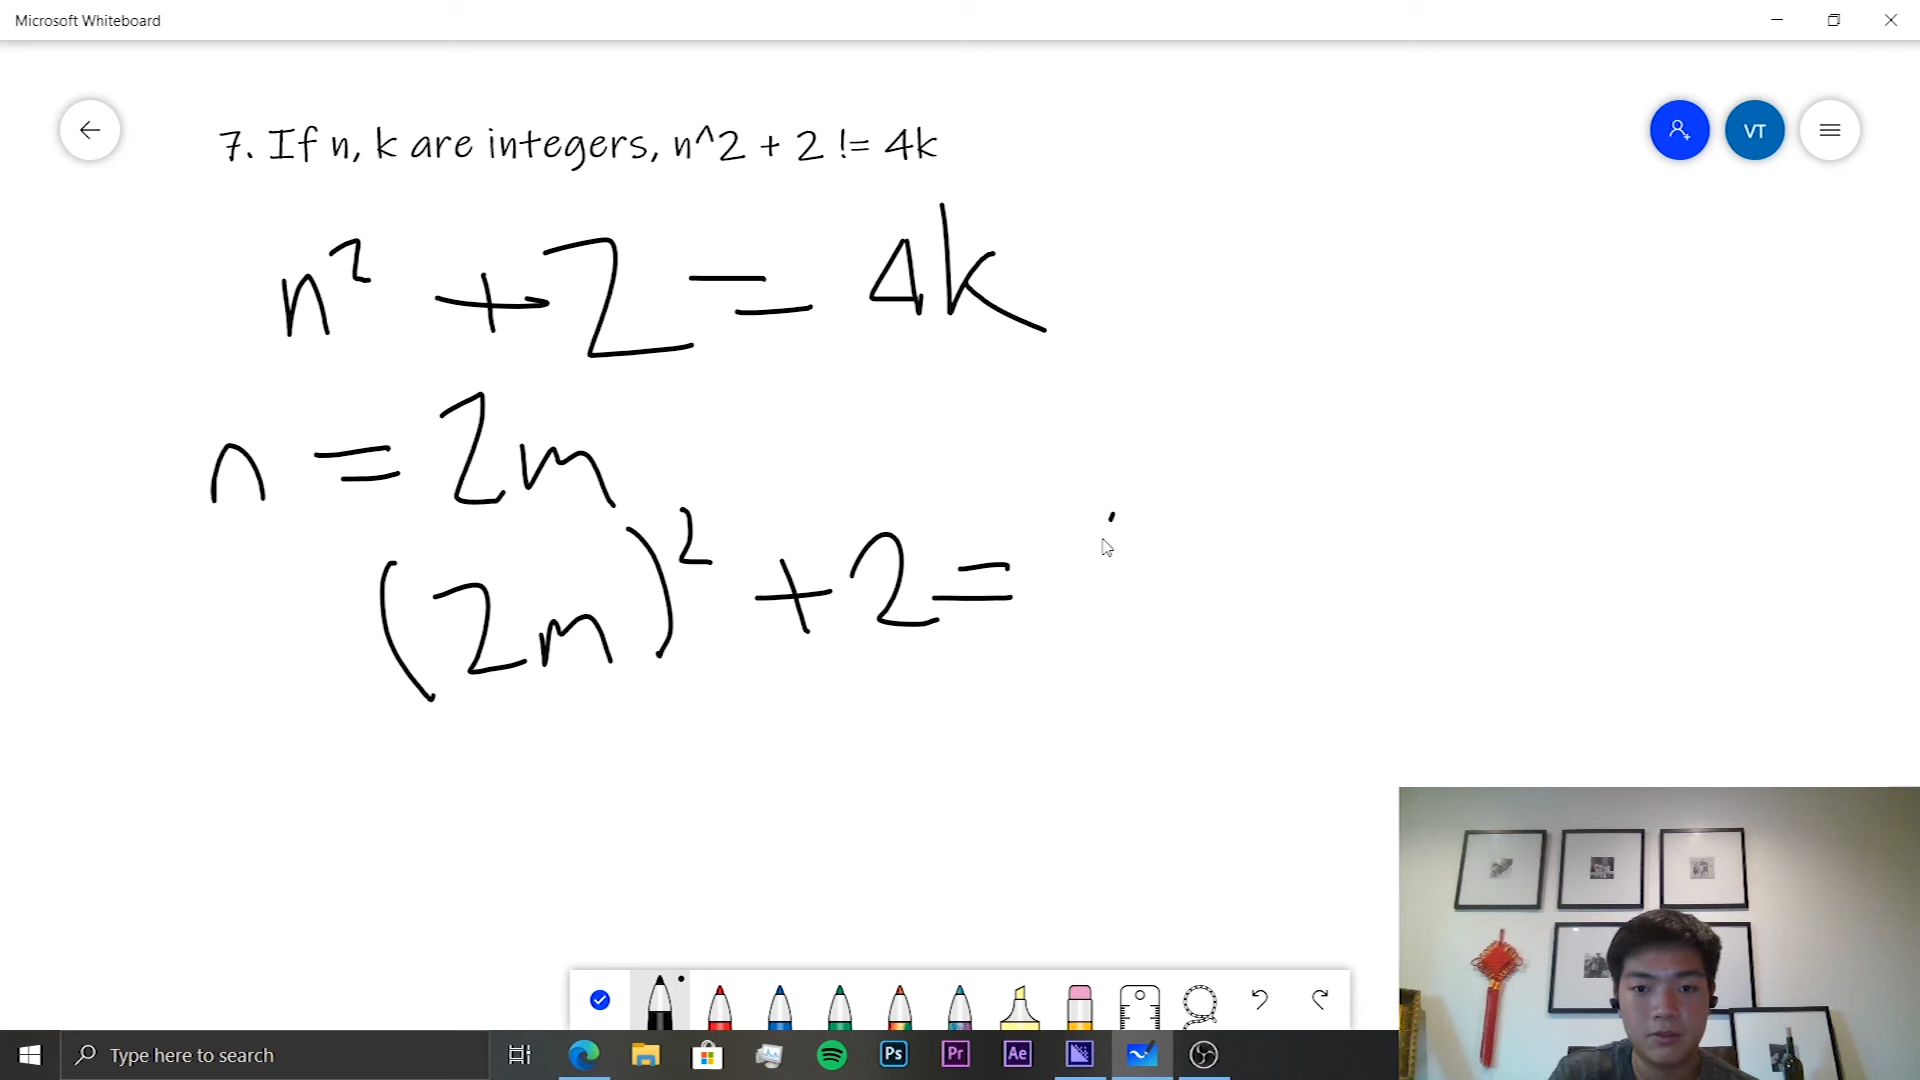 Microsoft Whiteboard
7. If n, k are integers, n^2 + 2 != 4k
VT
n² + 2 = 4k
n = 2m
(2m)² + 2 =
Type here to search
Ps
Pr
Ae